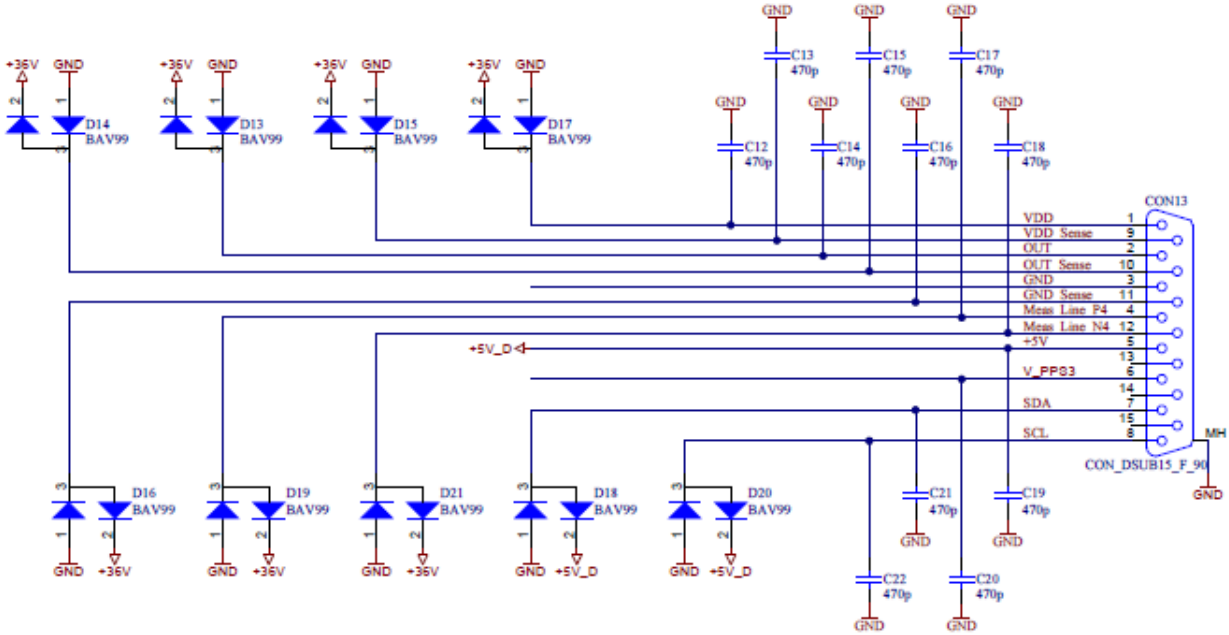 GND GND GND
C13 C15 C17
470p 470p 470p
+36V GND +36V GND +36V GND +36V GND
2 1 2 1 2 1 2 1
GND GND GND GND
D14 D13 D15 D17
BAV99 BAV99 BAV99 BAV99
3 3 3 3
C12 C14 C16 C18
470p 470p 470p 470p
CON13
VDD 1
VDD Sense 9
OUT 2
OUT Sense 10
GND 3
GND Sense 11
Meas Line P4 4
Meas Line N4 12
+5V_D +5V 5
13
V_PPS3 6
14
SDA 7
15
SCL 8
MH
CON_DSUB15_F_90
3 3 3 3 3
D16 D19 D21 D18 D20 C21 C19
BAV99 BAV99 BAV99 BAV99 BAV99 470p 470p
GND
1 2 1 2 1 2 1 2 1 2
GND GND
GND +36V GND +36V GND +36V GND +5V_D GND +5V_D
C22 C20
470p 470p
GND GND